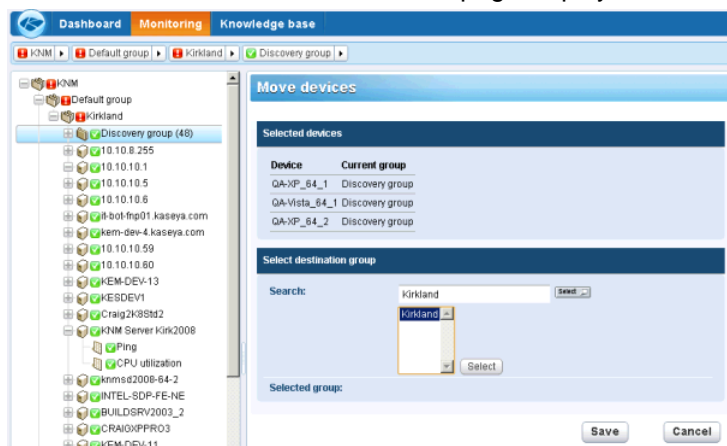 Dashboard Monitoring Knowledge base
KNM Default group Kirkland Discovery group
KNM
Default group
Kirkland
Discovery group (48)
10.10.8.255
10.10.10.1
10.10.10.5
10.10.10.6
it-bot-fnp01.kaseya.com
kem-dev-4.kaseya.com
10.10.10.59
10.10.10.60
KEM-DEV-13
KESDEV1
Craig2K8Std2
KNM Server Kirk2008
Ping
CPU utilization
knmsd2008-64-2
INTEL-SDP-FE-NE
BUILDSRV2003_2
CRAIGXPPRO3
KEM-DEV-11
Move devices
Selected devices
Device Current group
QA-XP_64_1 Discovery group
QA-Vista_64_1 Discovery group
QA-XP_64_2 Discovery group
Select destination group
Search: Kirkland Select
Kirkland
Select
Selected group:
Save Cancel